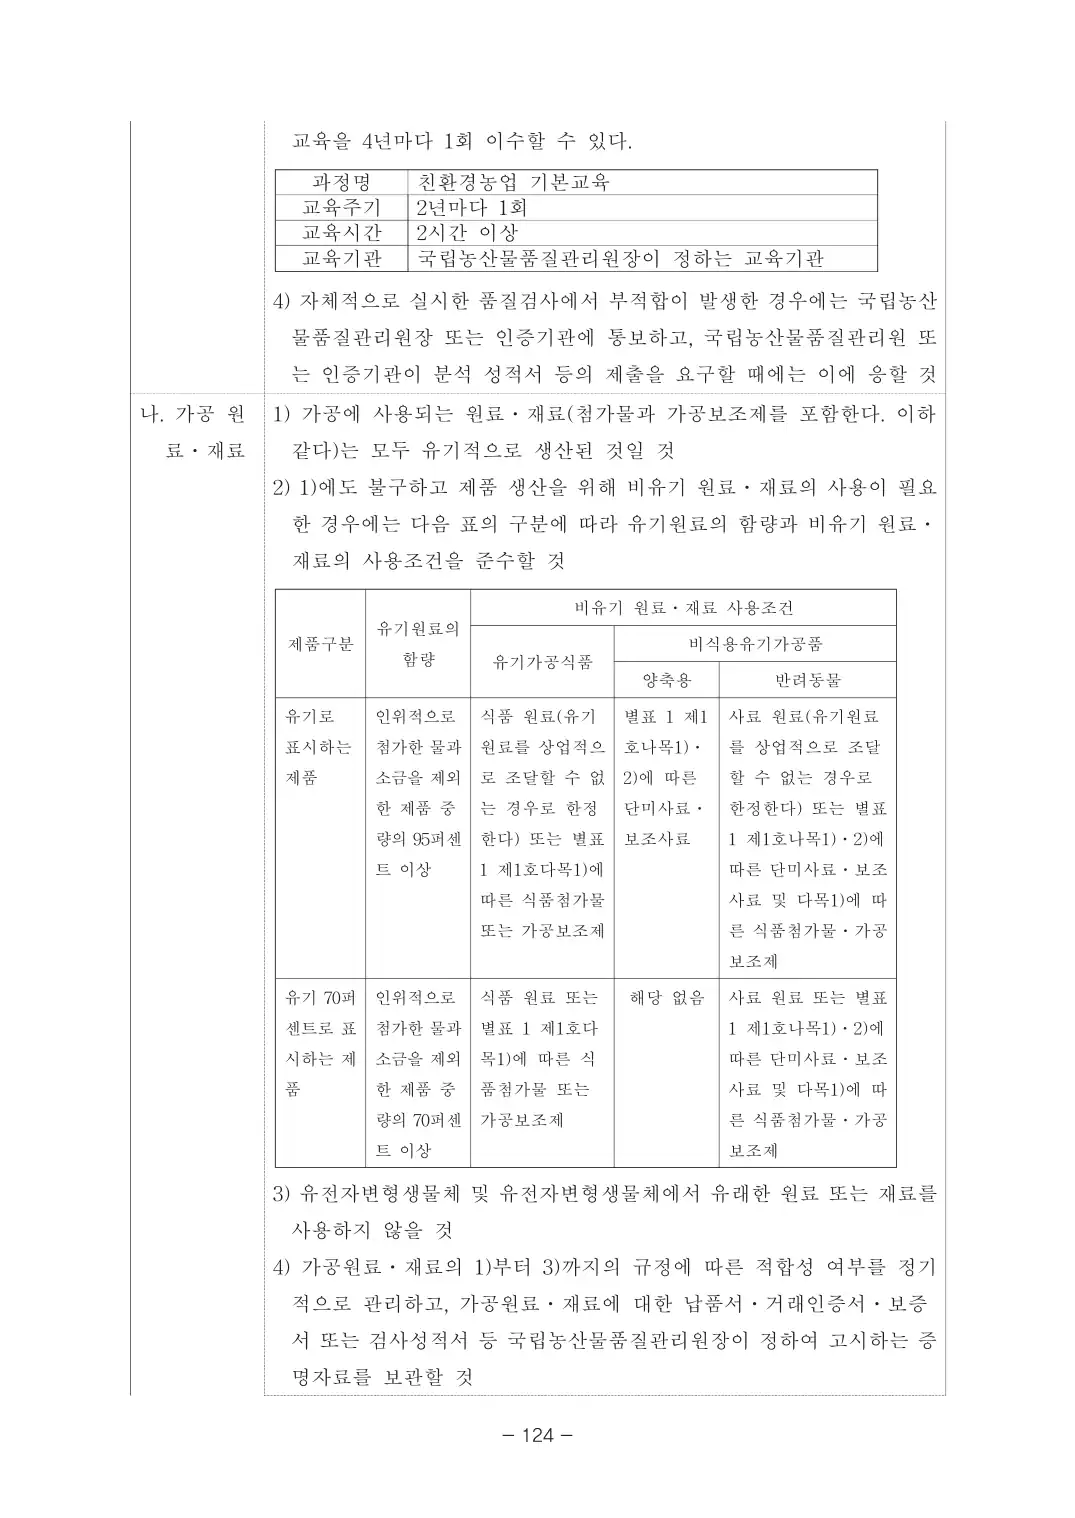 교육을 4년마다 1회 이수할 수 있다.
과정명 친환경농업 기본교육
교육주기 2년마다 1회
교육시간 2시간 이상
교육기관 국립농산물품질관리원장이 정하는 교육기관
4) 자체적으로 실시한 품질검사에서 부적합이 발생한 경우에는 국립농산
물품질관리원장 또는 인증기관에 통보하고, 국립농산물품질관리원 또
는 인증기관이 분석 성적서 등의 제출을 요구할 때에는 이에 응할 것
나. 가공 원
료·재료
1) 가공에 사용되는 원료·재료(첨가물과 가공보조제를 포함한다. 이하
같다)는 모두 유기적으로 생산된 것일 것
2) 1)에도 불구하고 제품 생산을 위해 비유기 원료·재료의 사용이 필요
한 경우에는 다음 표의 구분에 따라 유기원료의 함량과 비유기 원료·
재료의 사용조건을 준수할 것
제품구분
유기원료의
함량
비유기 원료·재료 사용조건
유기가공식품
비식용유기가공품
양축용
반려동물
유기로
표시하는
제품
인위적으로
첨가한 물과
소금을 제외
한 제품 중
량의 95퍼센
트 이상
식품 원료(유기
원료를 상업적으
로 조달할 수 없
는 경우로 한정
한다) 또는 별표
1 제1호다목1)에
따른 식품첨가물
또는 가공보조제
별표 1 제1
호나목1)·
2)에 따른
단미사료·
보조사료
사료 원료(유기원료
를 상업적으로 조달
할 수 없는 경우로
한정한다) 또는 별표
1 제1호나목1)·2)에
따른 단미사료·보조
사료 및 다목1)에 따
른 식품첨가물·가공
보조제
유기 70퍼
센트로 표
시하는 제
품
인위적으로
첨가한 물과
소금을 제외
한 제품 중
량의 70퍼센
트 이상
식품 원료 또는
별표 1 제1호다
목1)에 따른 식
품첨가물 또는
가공보조제
해당 없음
사료 원료 또는 별표
1 제1호나목1)·2)에
따른 단미사료·보조
사료 및 다목1)에 따
른 식품첨가물·가공
보조제
3) 유전자변형생물체 및 유전자변형생물체에서 유래한 원료 또는 재료를
사용하지 않을 것
4) 가공원료·재료의 1)부터 3)까지의 규정에 따른 적합성 여부를 정기
적으로 관리하고, 가공원료·재료에 대한 납품서·거래인증서·보증
서 또는 검사성적서 등 국립농산물품질관리원장이 정하여 고시하는 증
명자료를 보관할 것
- 124 -